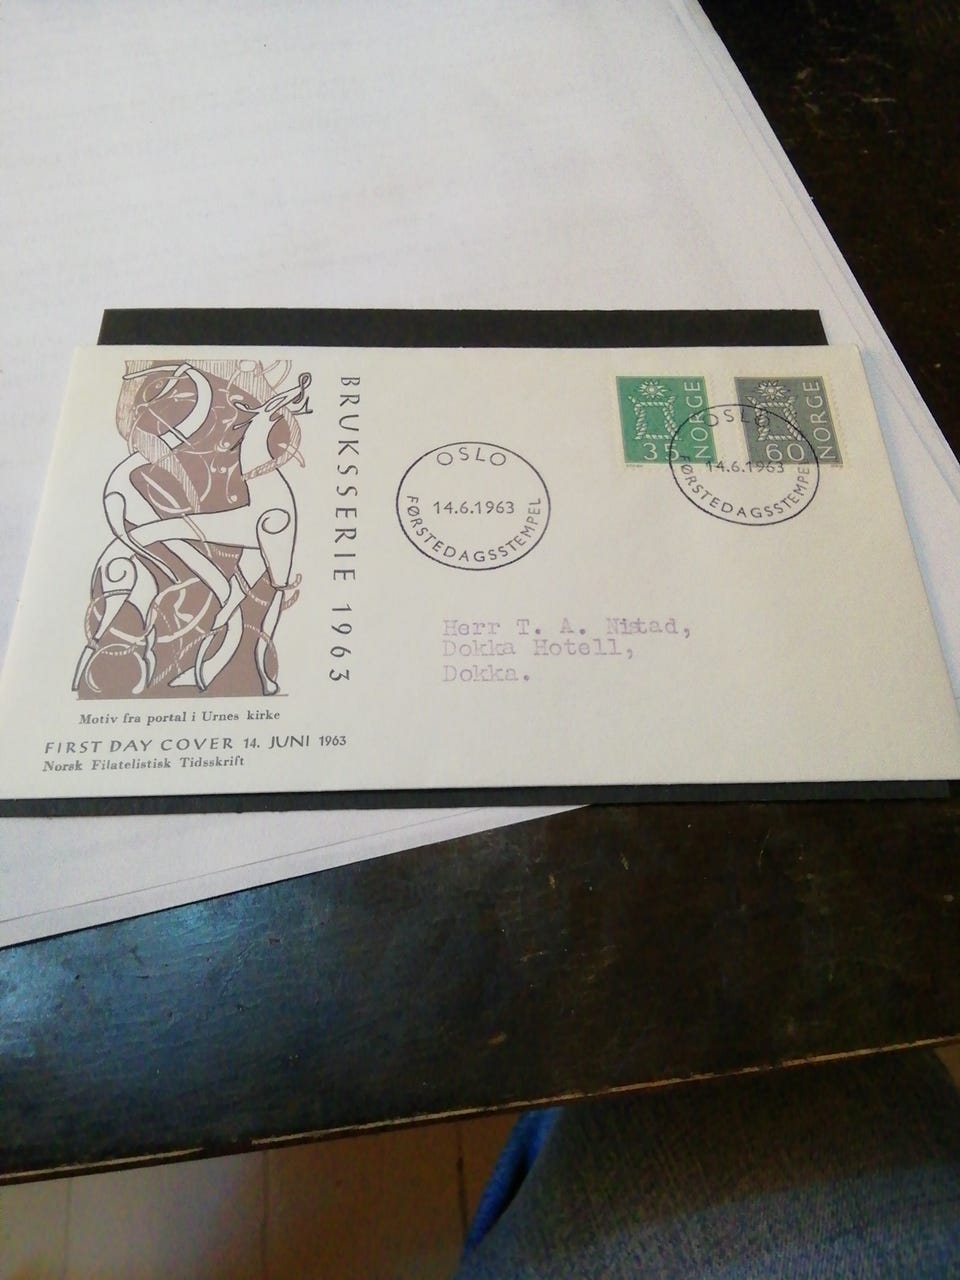 BRUKSSERIE 1963
Motiv fra portal i Urnes kirke
FIRST DAY COVER 14. JUNI 1963
Norsk Filatelistisk Tidsskrift
OSLO
14.6.1963
FØRSTEDAGSSTEMPEL
35
NORGE
60
NORGE
OSLO
14.6.1963
FØRSTEDAGSSTEMPEL
Herr T. A. Nistad,
Dokka Hotell,
Dokka.